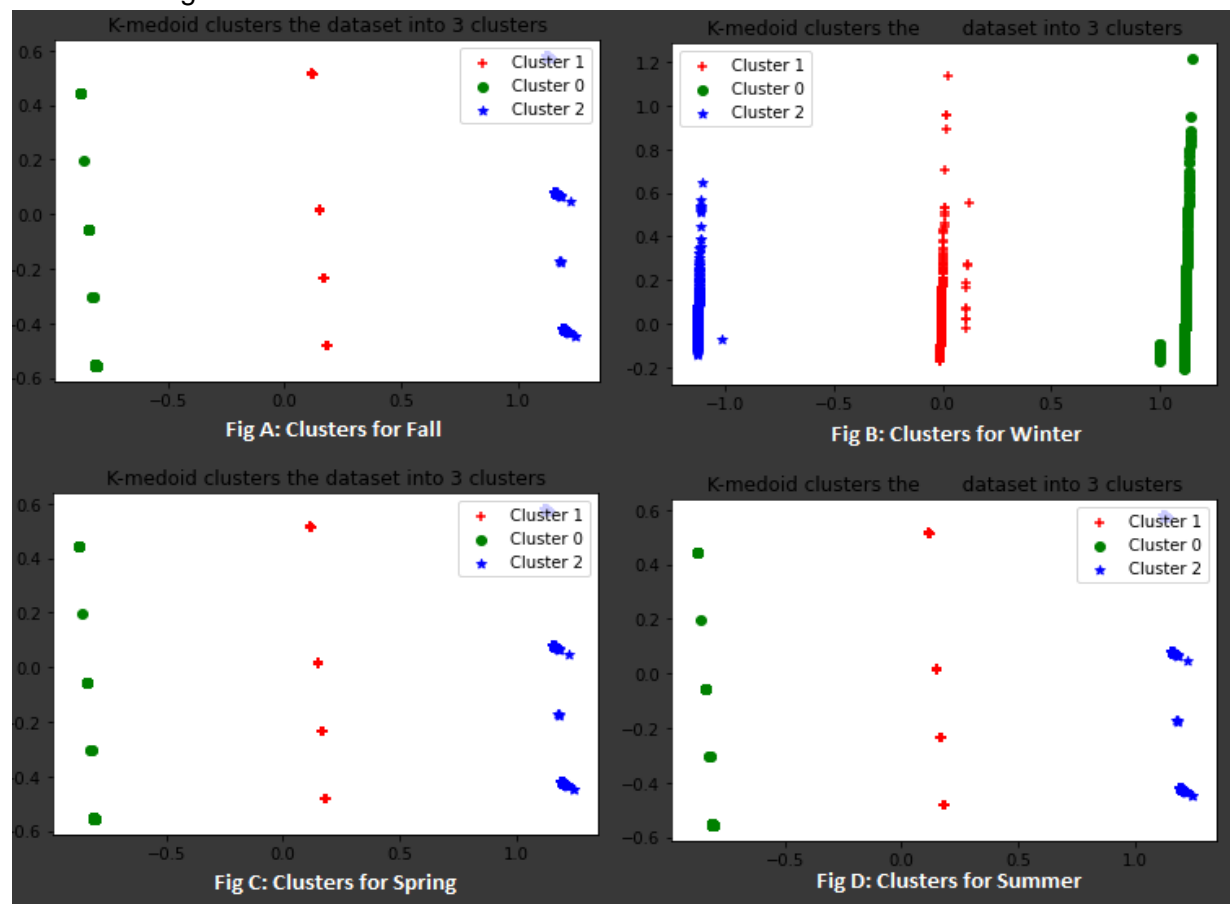 K-medoid clusters the dataset into 3 clusters
0.6
0.4
0.2
0.0
-0.2
-0.4
-0.6
Cluster 1
Cluster 0
Cluster 2
−0.5 0.0 0.5 1.0
Fig A: Clusters for Fall
K-medoid clusters the dataset into 3 clusters
1.2
1.0
0.8
0.6
0.4
0.2
0.0
−0.2
Cluster 1
Cluster 0
Cluster 2
−1.0 −0.5 0.0 0.5 1.0
Fig B: Clusters for Winter
K-medoid clusters the dataset into 3 clusters
0.6
0.4
0.2
0.0
-0.2
-0.4
-0.6
Cluster 1
Cluster 0
Cluster 2
−0.5 0.0 0.5 1.0
Fig C: Clusters for Spring
K-medoid clusters the dataset into 3 clusters
0.6
0.4
0.2
0.0
−0.2
−0.4
−0.6
Cluster 1
Cluster 0
Cluster 2
−0.5 0.0 0.5 1.0
Fig D: Clusters for Summer